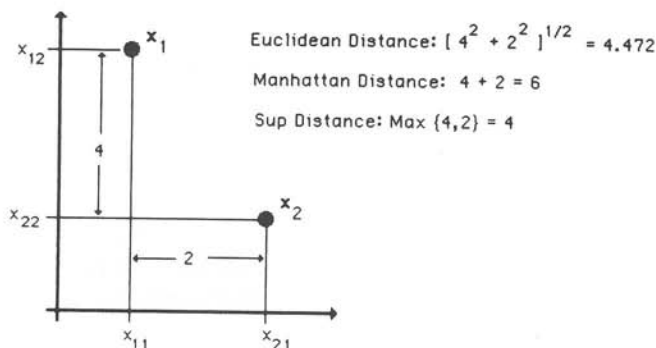 x₁
x₁₂
Euclidean Distance: [ 4² + 2² ]^1/2 = 4.472
Manhattan Distance: 4 + 2 = 6
Sup Distance: Max {4,2} = 4
4
x₂₂
x₂
2
x₁₁
x₂₁